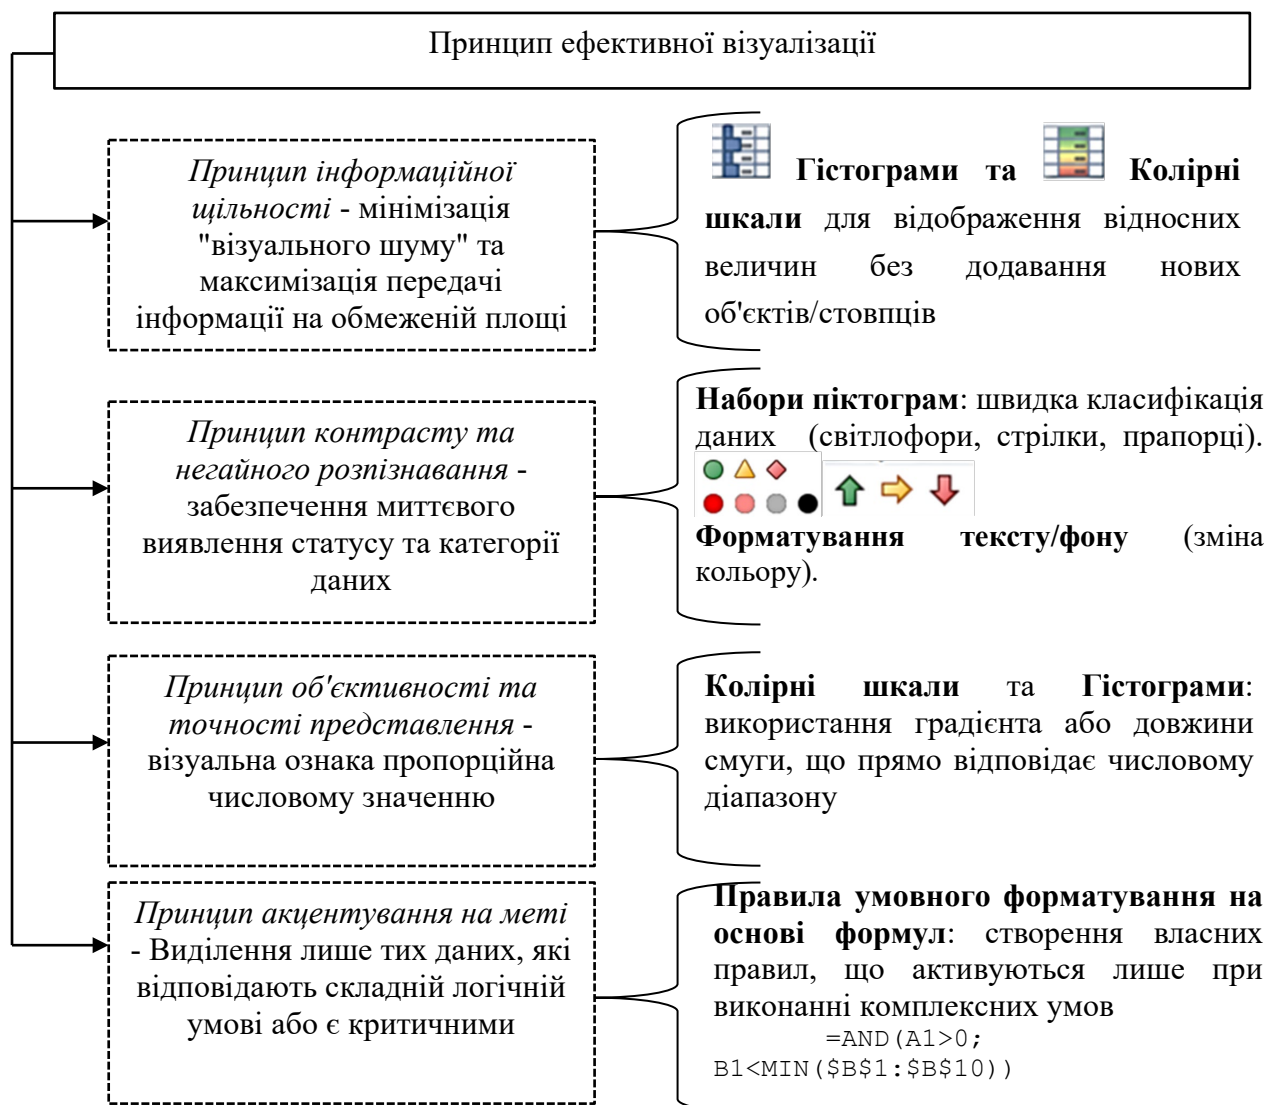 Принцип ефективної візуалізації
Принцип інформаційної
щільності - мінімізація
"візуального шуму" та
максимізація передачі
інформації на обмеженій площі
Гістограми та Колірні
шкали для відображення відносних
величин без додавання нових
об'єктів/стовпців
Принцип контрасту та
негайного розпізнавання -
забезпечення миттєвого
виявлення статусу та категорії
даних
Набори піктограм: швидка класифікація
даних (світлофори, стрілки, прапорці).
Форматування тексту/фону (зміна
кольору).
Принцип об'єктивності та
точності представлення -
візуальна ознака пропорційна
числовому значенню
Колірні шкали та Гістограми:
використання градієнта або довжини
смуги, що прямо відповідає числовому
діапазону
Принцип акцентування на меті
- Виділення лише тих даних, які
відповідають складній логічній
умові або є критичними
Правила умовного форматування на
основі формул: створення власних
правил, що активуються лише при
виконанні комплексних умов
=AND(A1>0;
B1<MIN($B$1:$B$10))